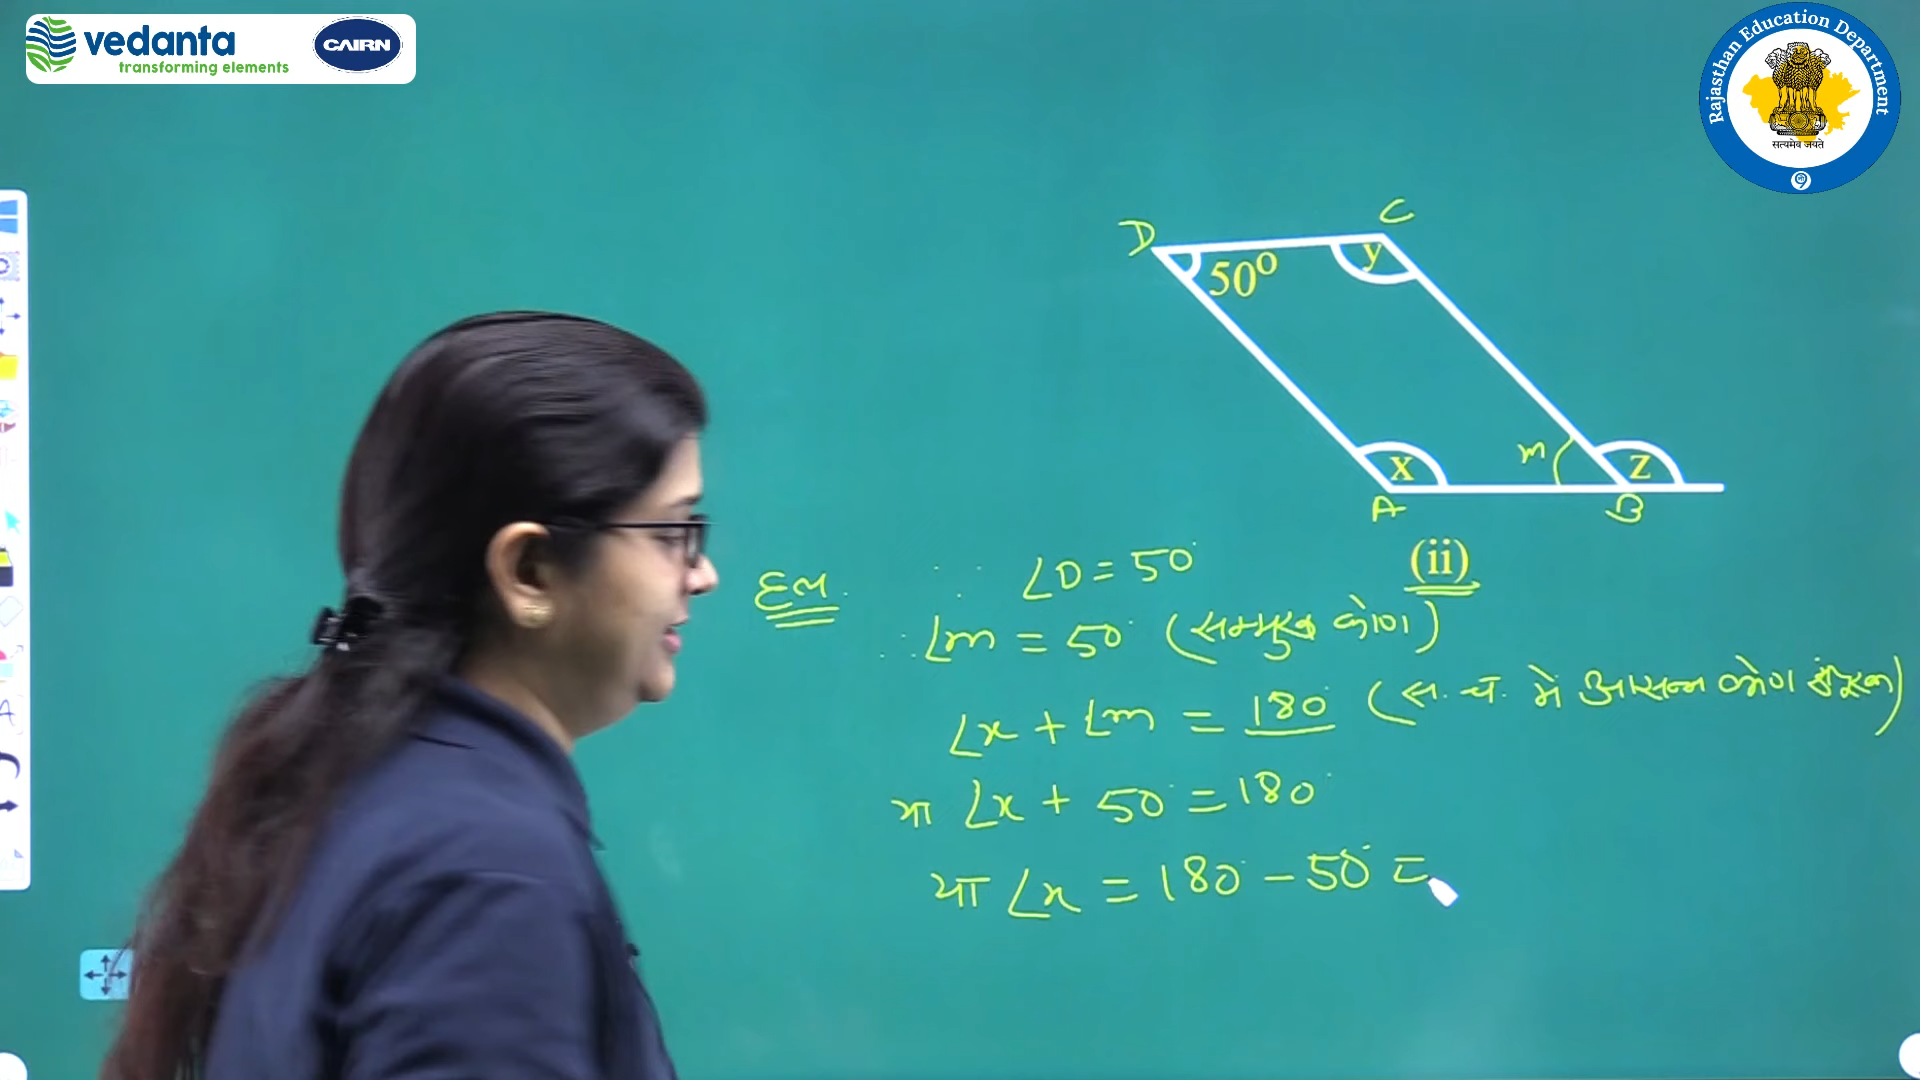 vedanta
transforming elements
CAIRN
Rajasthan Education Department
सत्यमेव जयते
D
C
50°
y
m
x
z
A
B
(ii)
हल. ∵ ∠D = 50°
∴ ∠m = 50° (सम्मुख कोण)
∠x + ∠m = 180° (स. च. में आसन्न कोण संपूरक)
या ∠x + 50° = 180°
या ∠x = 180° - 50° =